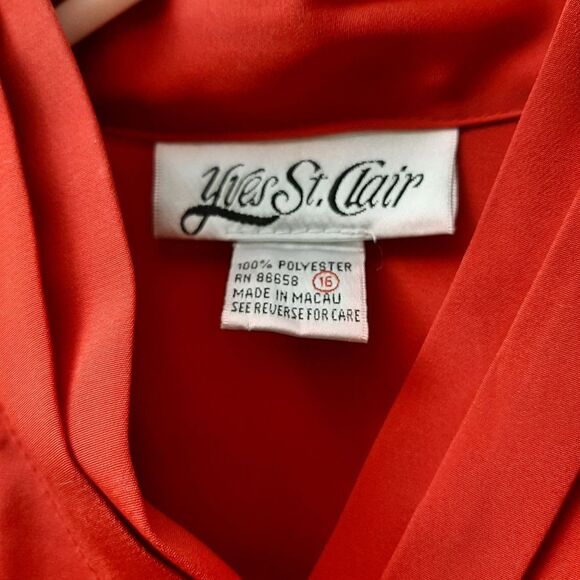 Yves St. Clair
100% POLYESTER
RN 86658 16
MADE IN MACAU
SEE REVERSE FOR CARE